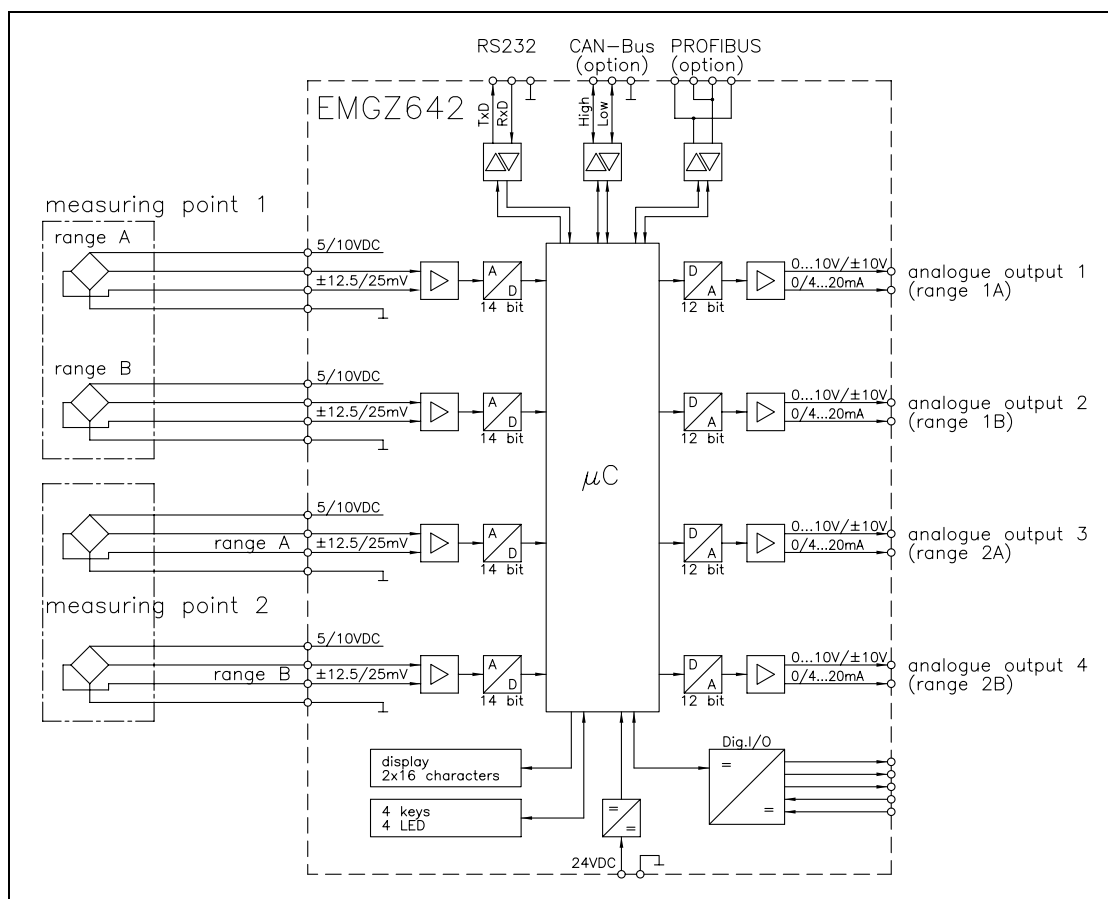 RS232
CAN-Bus
(option)
PROFIBUS
(option)
EMGZ642
TxD
RxD
High
Low
measuring point 1
range A
5/10VDC
±12.5/25mV
A
D
14 bit
D
A
12 bit
0...10V/±10V
0/4...20mA
analogue output 1
(range 1A)
range B
5/10VDC
±12.5/25mV
A
D
14 bit
D
A
12 bit
0...10V/±10V
0/4...20mA
analogue output 2
(range 1B)
µC
5/10VDC
range A
±12.5/25mV
A
D
14 bit
D
A
12 bit
0...10V/±10V
0/4...20mA
analogue output 3
(range 2A)
measuring point 2
5/10VDC
range B
±12.5/25mV
A
D
14 bit
D
A
12 bit
0...10V/±10V
0/4...20mA
analogue output 4
(range 2B)
display
2x16 characters
4 keys
4 LED
=
=
24VDC
Dig.I/O
=
=